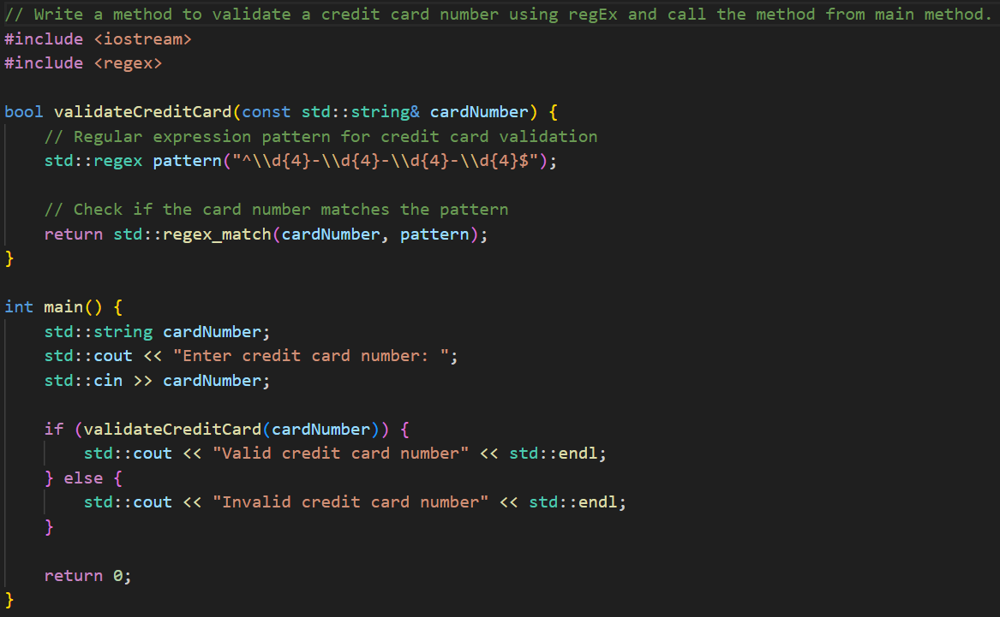 // Write a method to validate a credit card number using regEx and call the method from main method.
#include <iostream>
#include <regex>

bool validateCreditCard(const std::string& cardNumber) {
    // Regular expression pattern for credit card validation
    std::regex pattern("^\\d{4}-\\d{4}-\\d{4}-\\d{4}$");

    // Check if the card number matches the pattern
    return std::regex_match(cardNumber, pattern);
}

int main() {
    std::string cardNumber;
    std::cout << "Enter credit card number: ";
    std::cin >> cardNumber;

    if (validateCreditCard(cardNumber)) {
        std::cout << "Valid credit card number" << std::endl;
    } else {
        std::cout << "Invalid credit card number" << std::endl;
    }

    return 0;
}